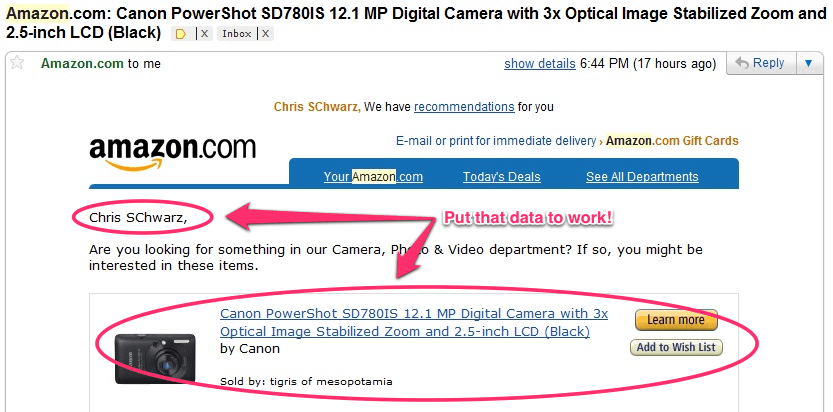 Amazon.com: Canon PowerShot SD780IS 12.1 MP Digital Camera with 3x Optical Image Stabilized Zoom and
2.5-inch LCD (Black) | X Inbox | X
Amazon.com to me show details 6:44 PM (17 hours ago) Reply
Chris SChwarz, We have recommendations for you
amazon.com E-mail or print for immediate delivery › Amazon.com Gift Cards
Your Amazon.com Today's Deals See All Departments
Chris SChwarz, Put that data to work!
Are you looking for something in our Camera, Photo & Video department? If so, you might be
interested in these items.
Canon PowerShot SD780IS 12.1 MP Digital Camera with 3x Learn more
Optical Image Stabilized Zoom and 2.5-inch LCD (Black)
by Canon Add to Wish List
Sold by: tigris of mesopotamia